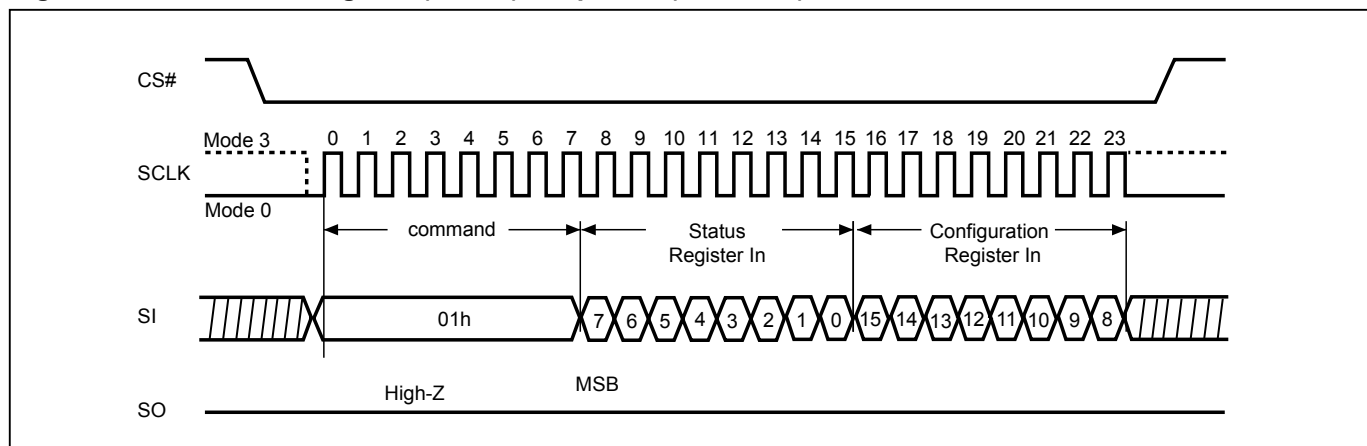 CS#
Mode 3
0 1 2 3 4 5 6 7 8 9 10 11 12 13 14 15 16 17 18 19 20 21 22 23
SCLK
Mode 0
command
Status
Register In
Configuration
Register In
SI
01h
7 6 5 4 3 2 1 0 15 14 13 12 11 10 9 8
High-Z
MSB
SO